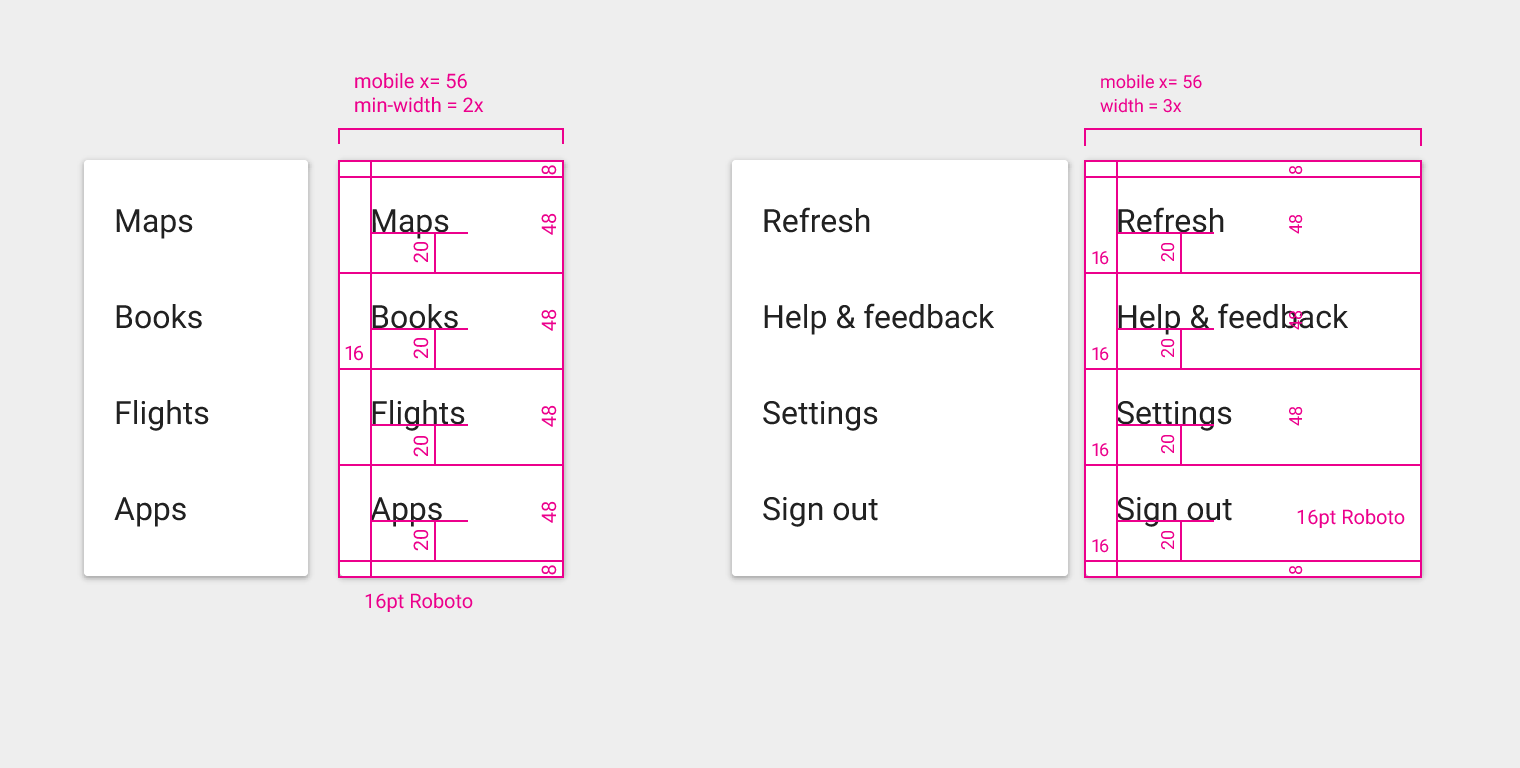 mobile x= 56
min-width = 2x
Maps
Books
Flights
Apps
8
Maps
48
20
Books
48
20
16
Flights
48
20
Apps
48
20
8
16pt Roboto
mobile x= 56
width = 3x
Refresh
Help & feedback
Settings
Sign out
8
Refresh
48
20
16
Help & feedback
48
20
16
Settings
48
20
16
Sign out
16pt Roboto
20
16
8